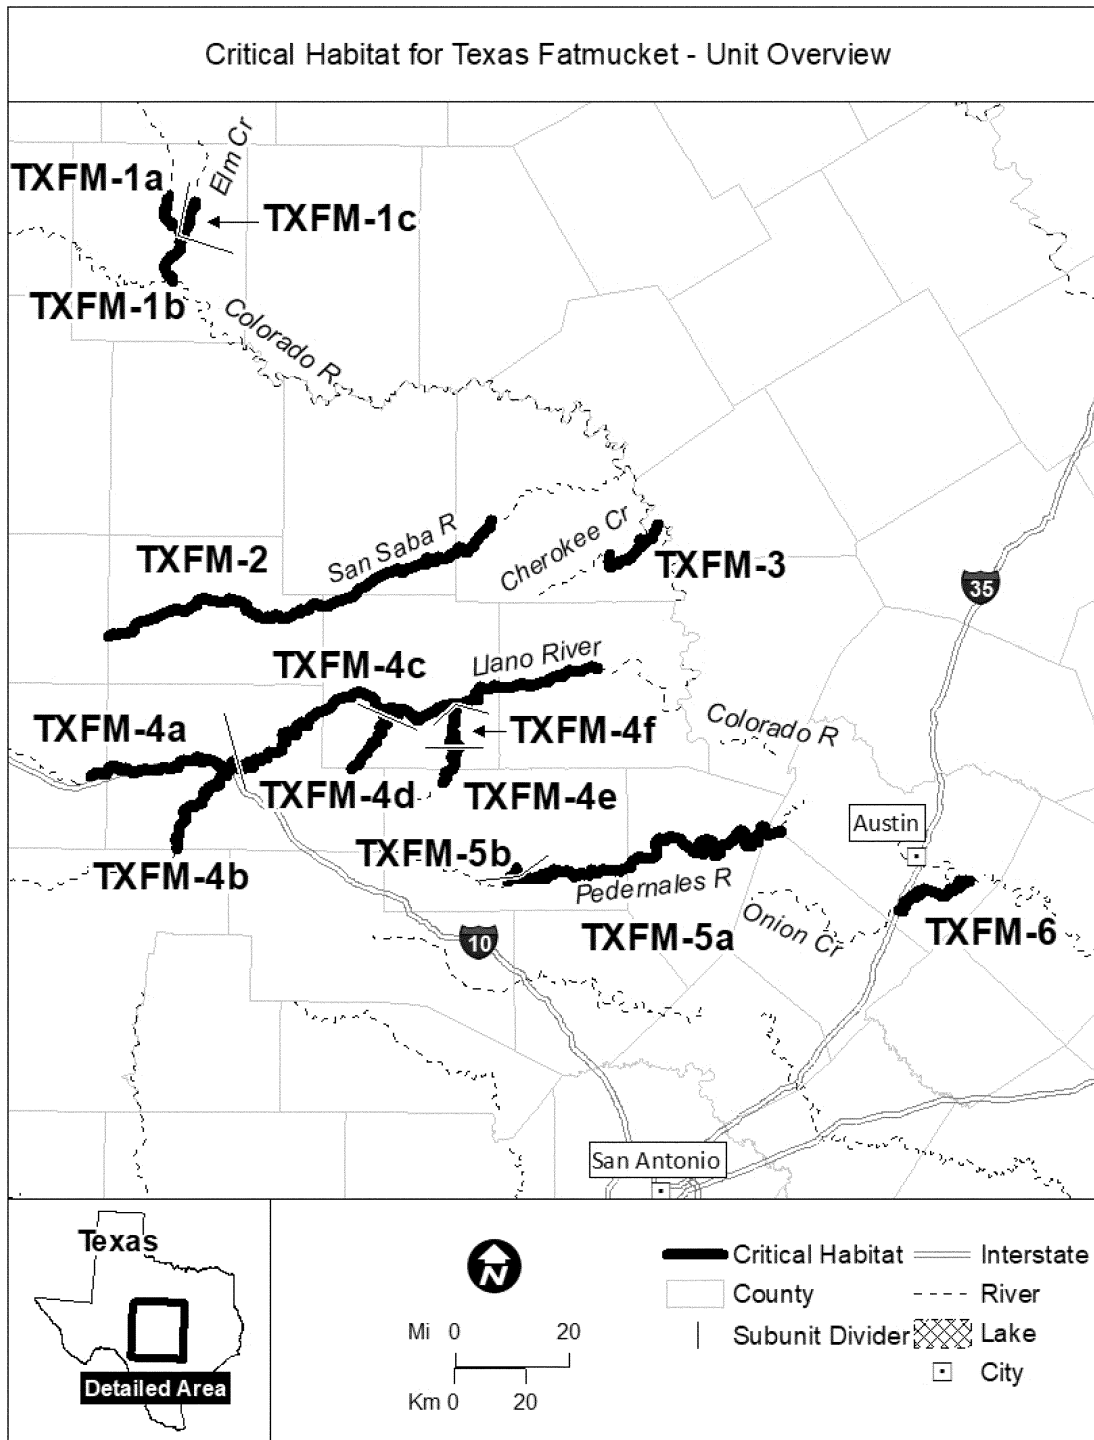 Critical Habitat for Texas Fatmucket - Unit Overview
Elm Cr
TXFM-1a
TXFM-1c
TXFM-1b
Colorado R
San Saba R
Cherokee Cr
TXFM-2
TXFM-3
35
TXFM-4c
Llano River
TXFM-4a
TXFM-4f
Colorado R
TXFM-4d
TXFM-4e
Austin
TXFM-5b
TXFM-4b
Pedernales R
Onion Cr
TXFM-5a
TXFM-6
10
San Antonio
Texas
Detailed Area
N
Mi 0 20
Km 0 20
Critical Habitat
Interstate
County
River
Subunit Divider
Lake
City